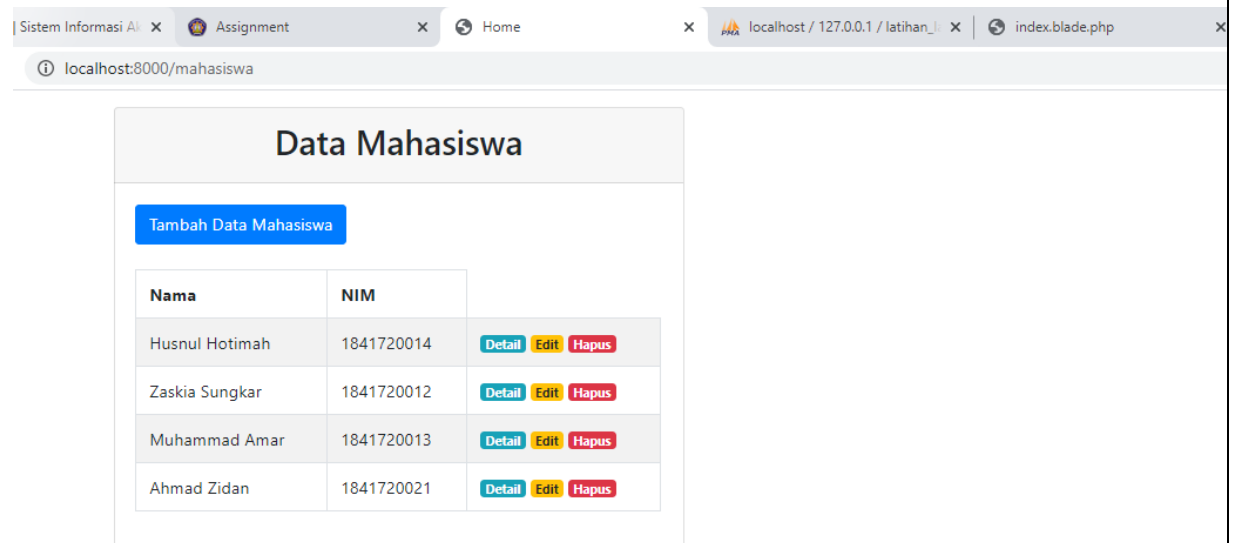 Sistem Informasi Ak Assignment Home localhost / 127.0.0.1 / latihan_l index.blade.php
localhost:8000/mahasiswa
Data Mahasiswa
Tambah Data Mahasiswa
Nama NIM
Husnul Hotimah 1841720014 Detail Edit Hapus
Zaskia Sungkar 1841720012 Detail Edit Hapus
Muhammad Amar 1841720013 Detail Edit Hapus
Ahmad Zidan 1841720021 Detail Edit Hapus